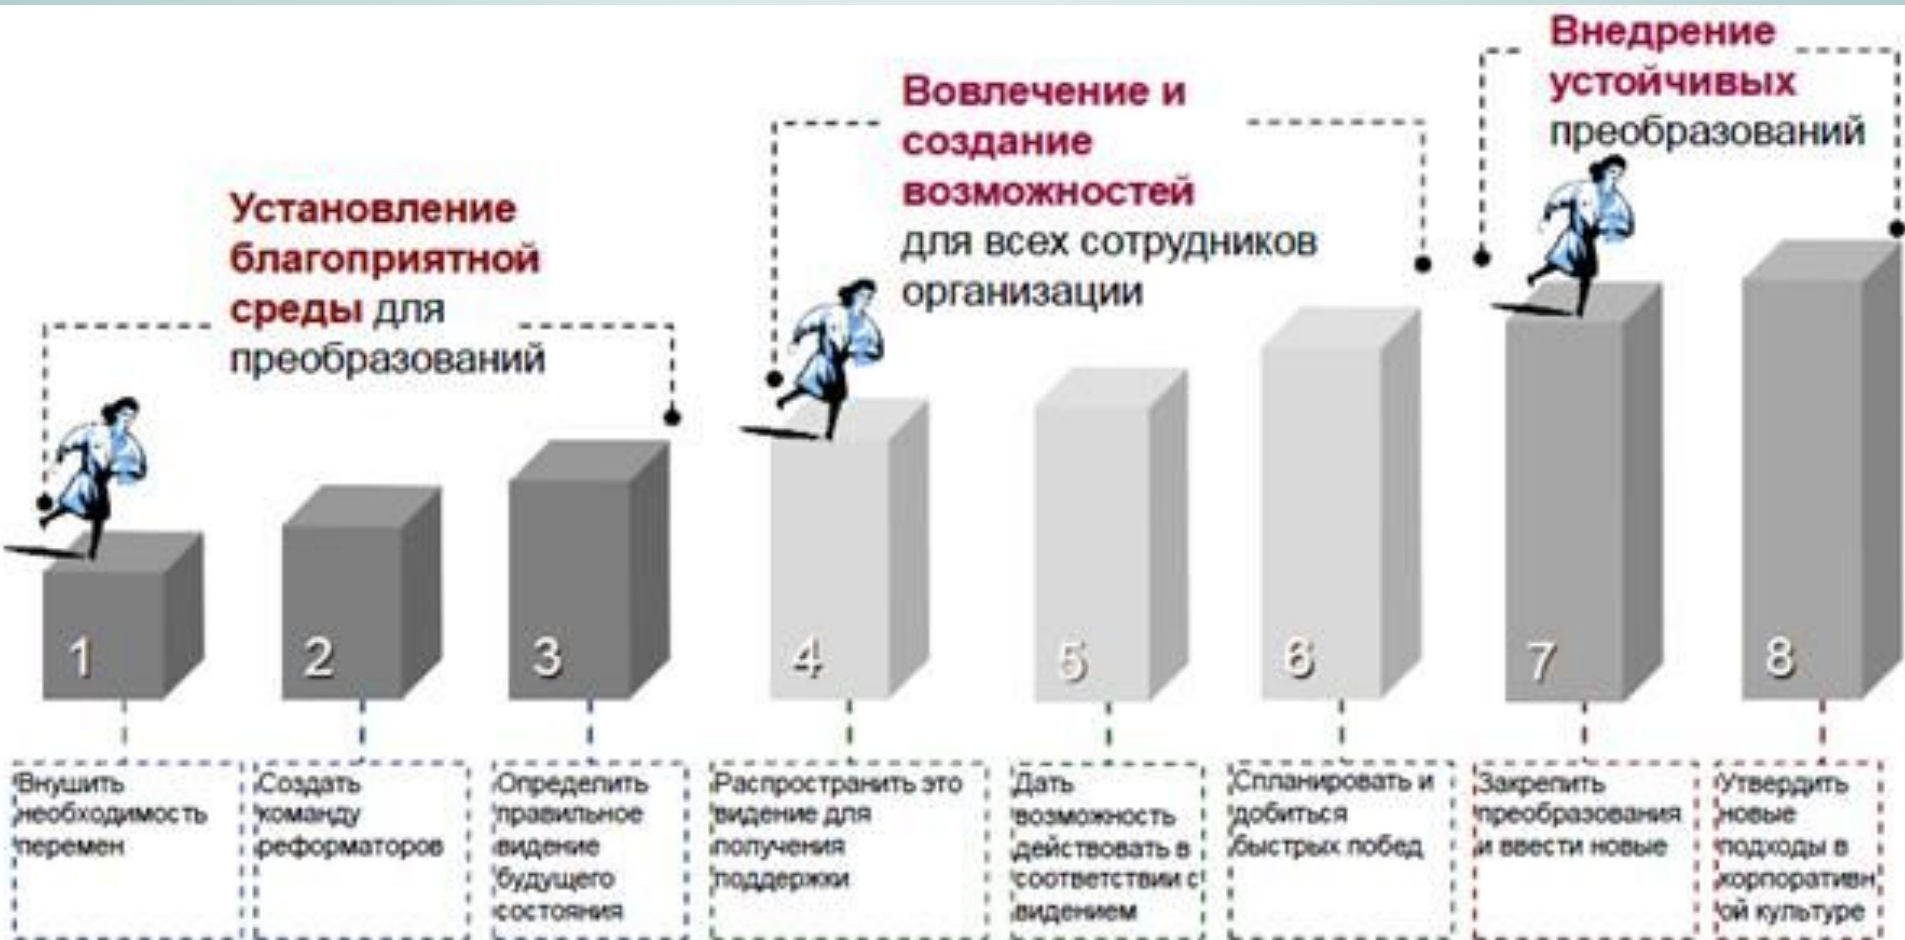 Установление
благоприятной
среды для
преобразований
Вовлечение и
создание
возможностей
для всех сотрудников
организации
Внедрение
устойчивых
преобразований
1
2
3
4
5
6
7
8
Внушить
необходимость
перемен
Создать
команду
реформаторов
Определить
правильное
видение
будущего
состояния
Распространить это
видение для
получения
поддержки
Дать
возможность
действовать в
соответствии с
видением
Спланировать и
добиться
быстрых побед
Закрепить
преобразования
и ввести новые
Утвердить
новые
подходы в
корпоративн
ой культуре